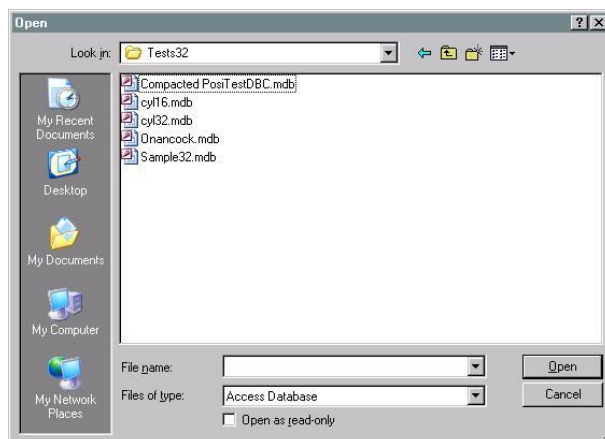 Open
Look in: Tests32
My Recent
Documents
Desktop
My Documents
My Computer
My Network
Places
Compacted PosiTestDBC.mdb
cyl16.mdb
cyl32.mdb
Onancock.mdb
Sample32.mdb
File name: Open
Files of type: Access Database Cancel
Open as read-only